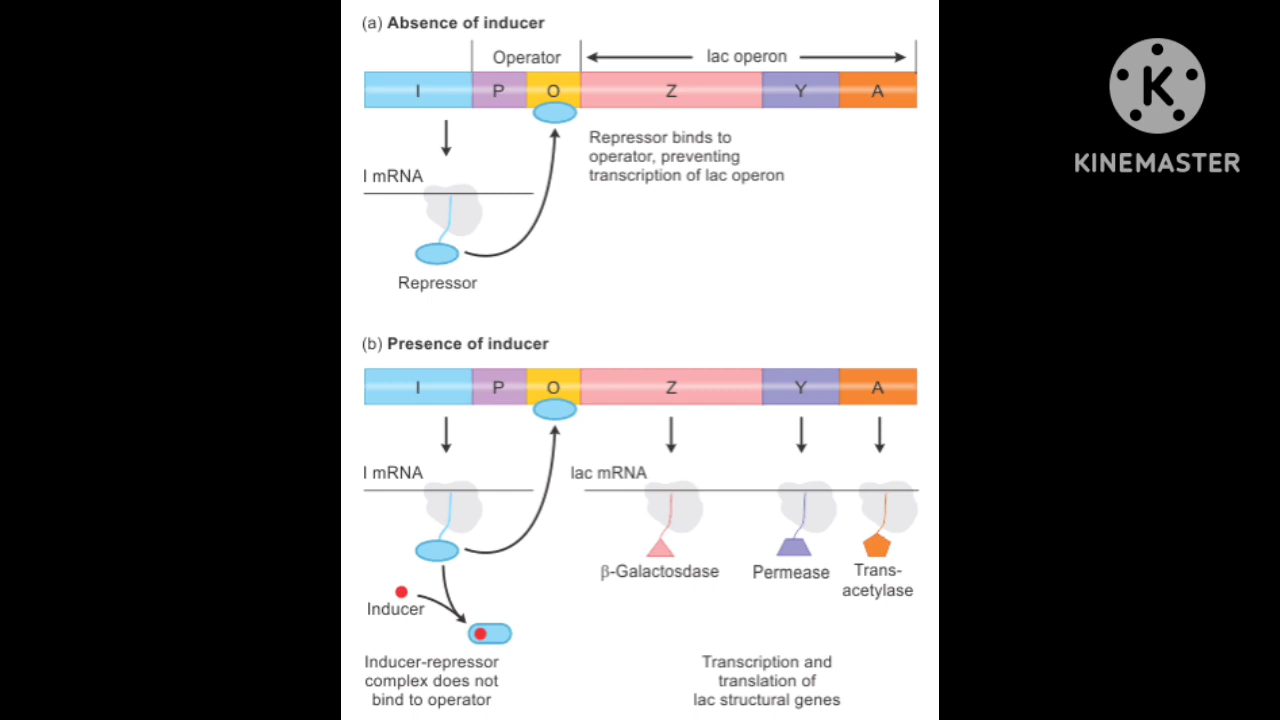 (a) Absence of inducer
Operator
lac operon
I P O Z Y A
Repressor binds to
operator, preventing
transcription of lac operon
I mRNA
Repressor
(b) Presence of inducer
I P O Z Y A
I mRNA
lac mRNA
β-Galactosdase
Permease
Trans-
acetylase
Inducer
Inducer-repressor
complex does not
bind to operator
Transcription and
translation of
lac structural genes
K
KINEMASTER